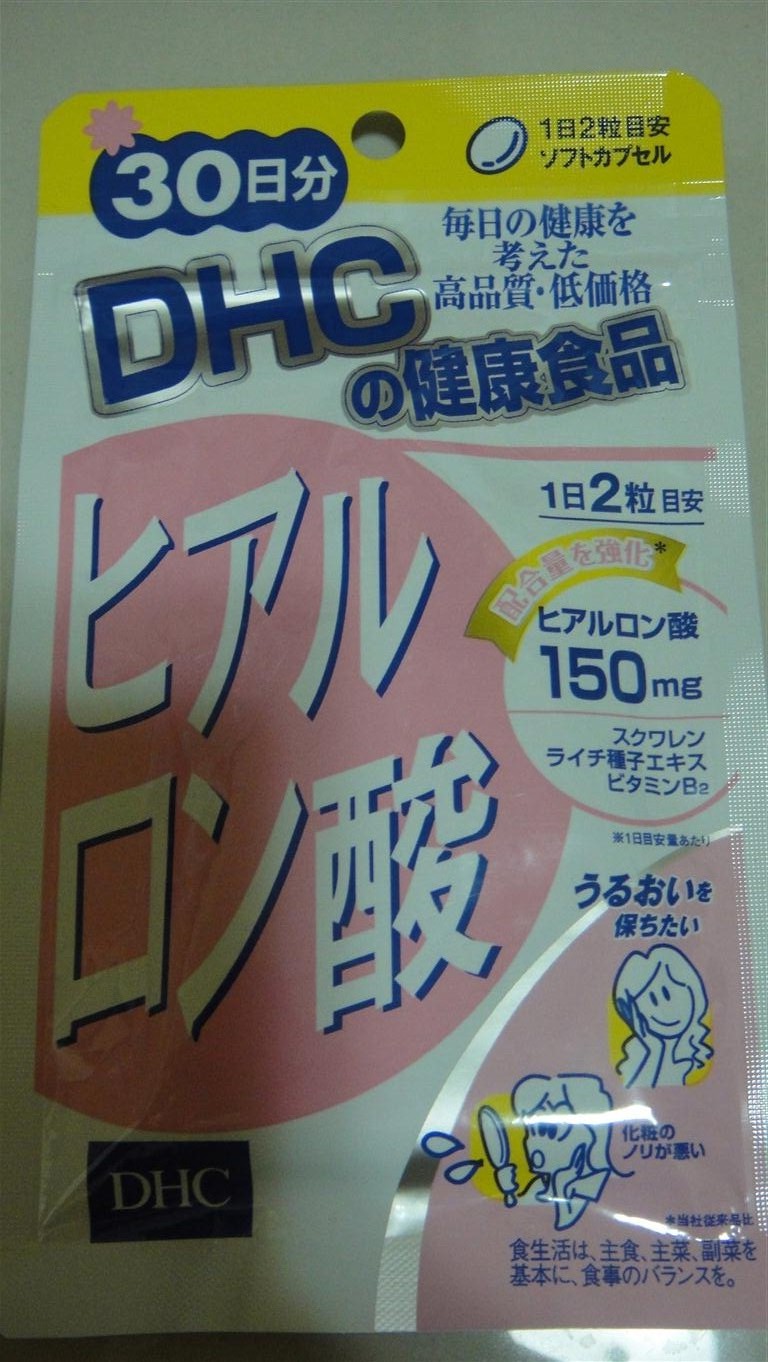 30日分
1日2粒目安
ソフトカプセル
毎日の健康を
考えた
高品質・低価格
DHC
の健康食品
ヒアル
ロン酸
1日2粒目安
配合量を強化*
ヒアルロン酸
150mg
スクワレン
ライチ種子エキス
ビタミンB2
※1日目安量あたり
うるおいを
保ちたい
化粧の
ノリが悪い
DHC
*当社従来品比
食生活は、主食、主菜、副菜を
基本に、食事のバランスを。